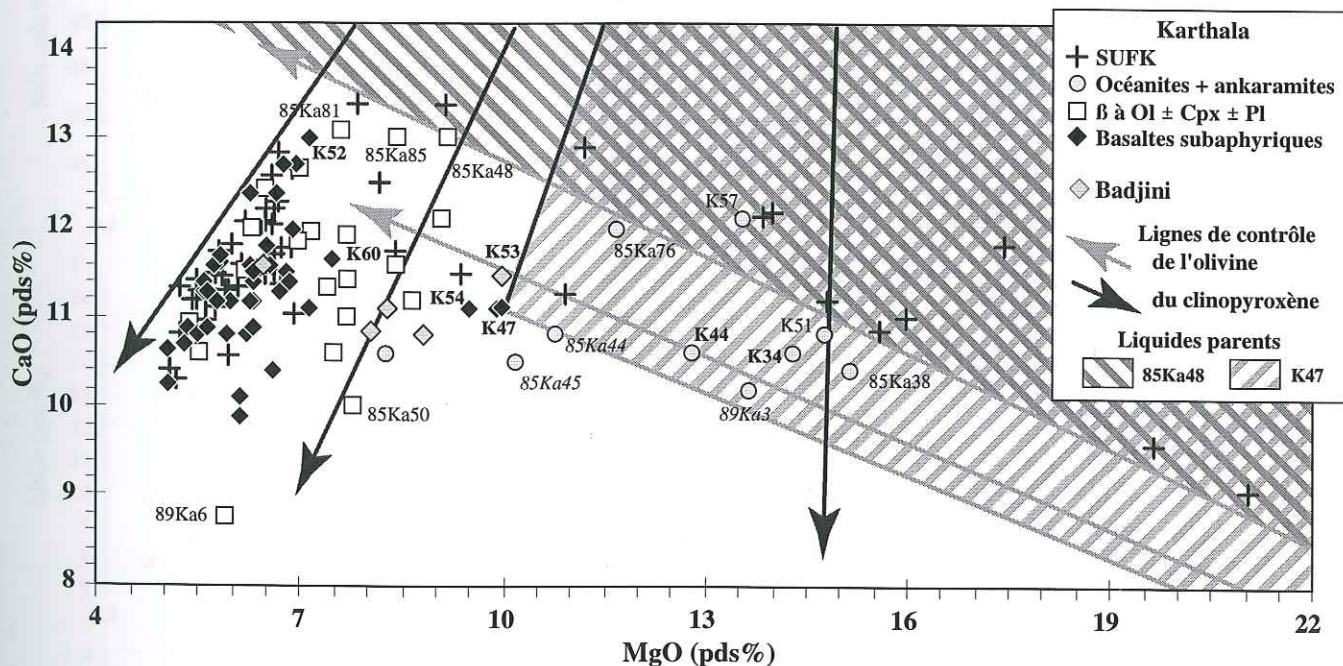 14
13
12
11
10
9
8
CaO (pds%)
4
7
10
13
16
19
22
MgO (pds%)
85Ka81
K52
85Ka85
85Ka48
K60
K54
K53
K47
K57
85Ka76
85Ka44
85Ka45
K44
K34
K51
85Ka38
89Ka3
85Ka50
89Ka6
Karthala
SUFK
Océanites + ankaramites
ß à Ol ± Cpx ± Pl
Basaltes subaphyriques
Badjini
Lignes de contrôle
de l'olivine
du clinopyroxène
Liquides parents
85Ka48
K47